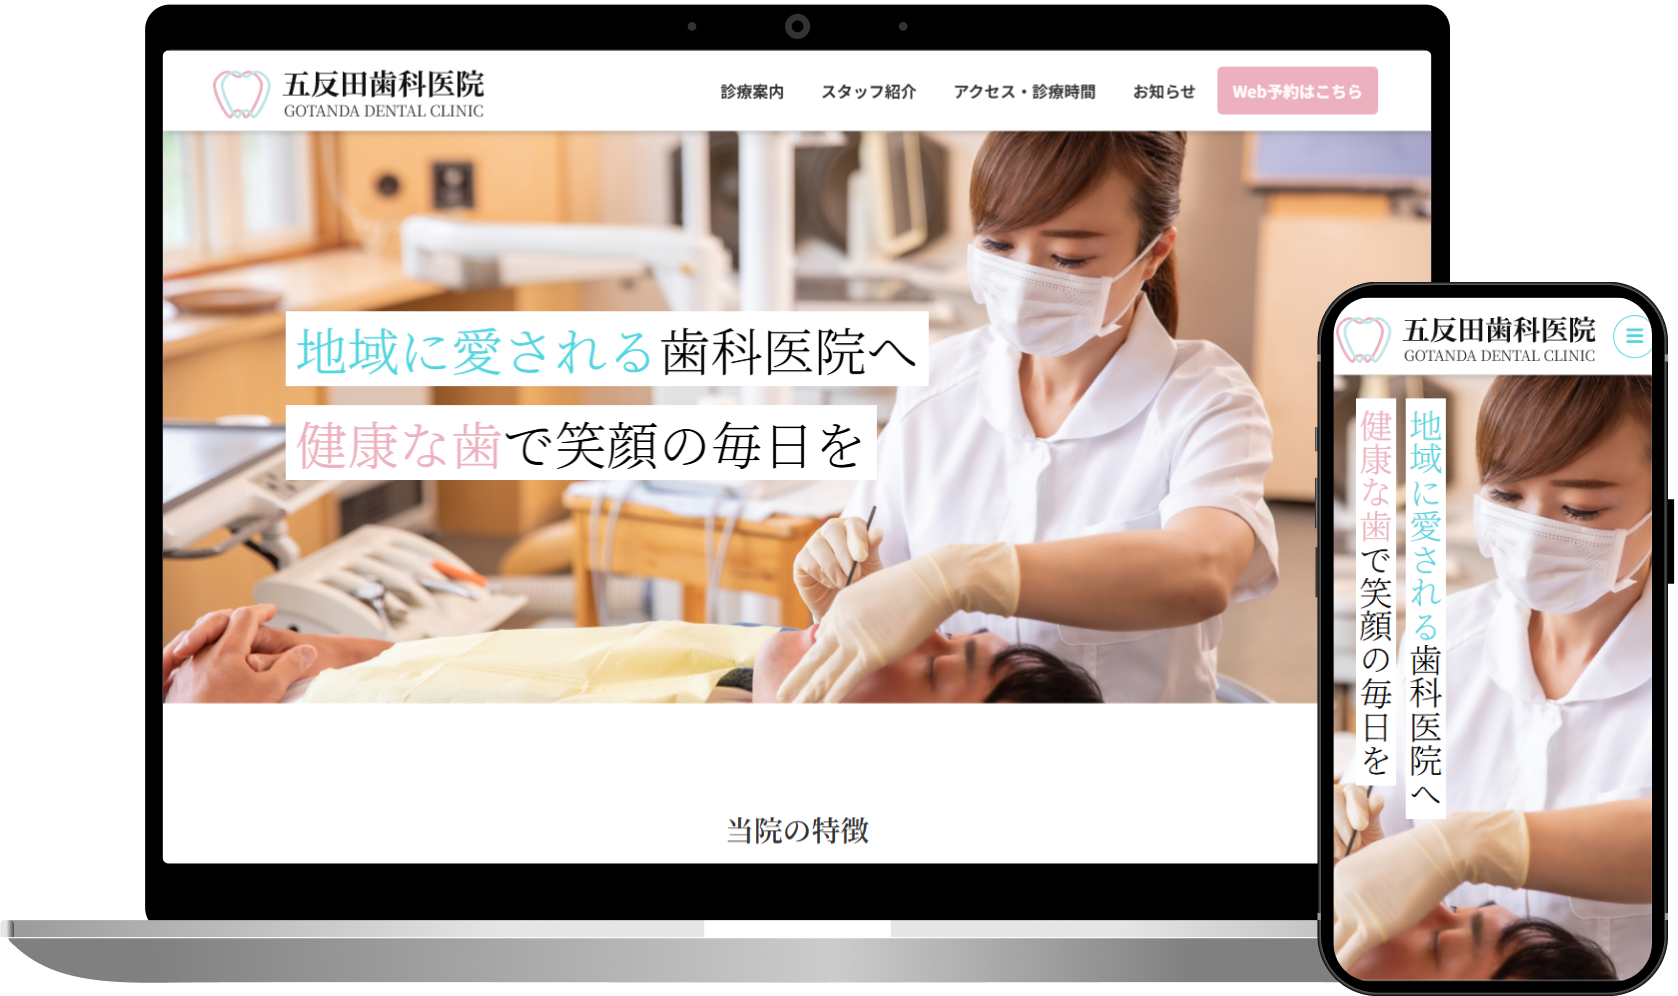 五反田歯科医院
GOTANDA DENTAL CLINIC
診療案内
スタッフ紹介
アクセス・診療時間
お知らせ
Web予約はこちら
地域に愛される歯科医院へ
健康な歯で笑顔の毎日を
当院の特徴
五反田歯科医院
GOTANDA DENTAL CLINIC
地域に愛される歯科医院へ
健康な歯で笑顔の毎日を